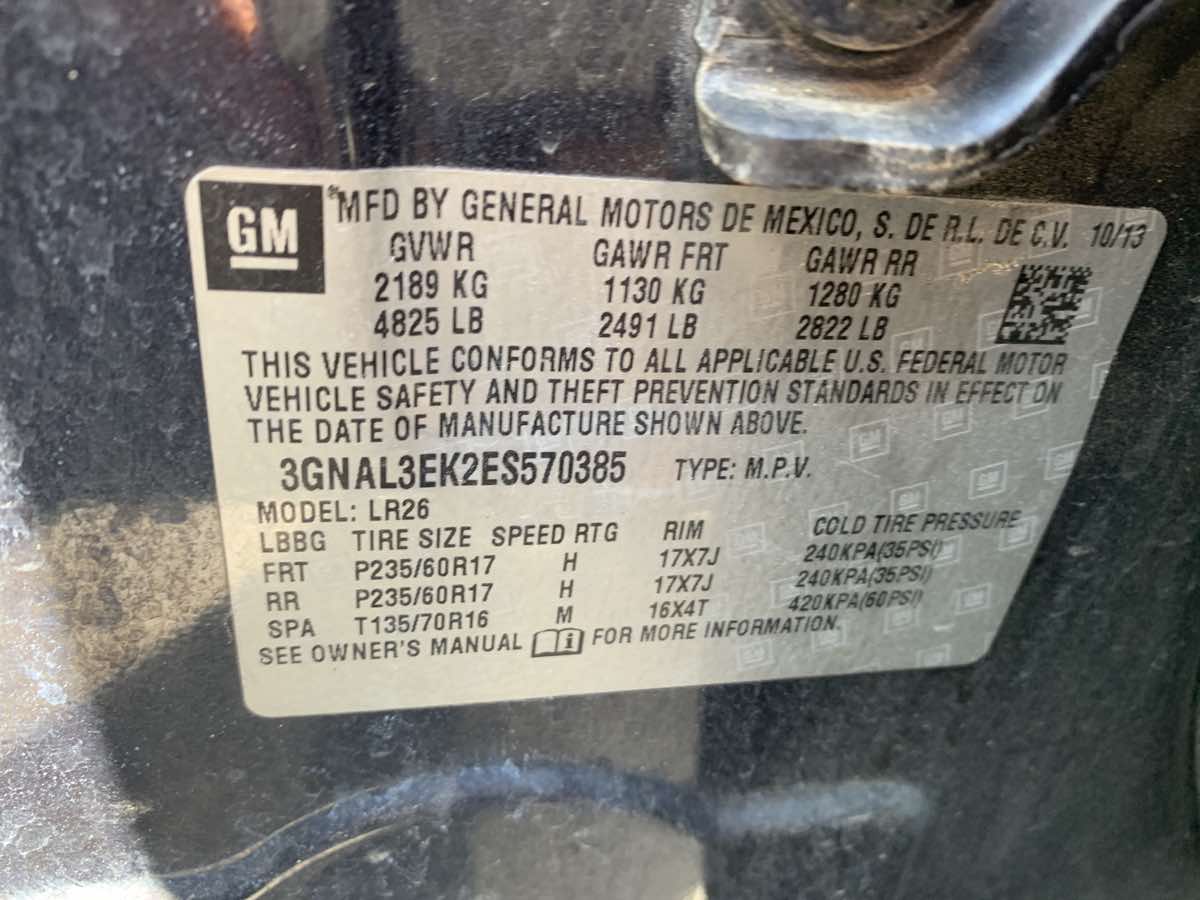 GM
®MFD BY GENERAL MOTORS DE MEXICO, S. DE R.L. DE C.V. 10/13
GVWR GAWR FRT GAWR RR
2189 KG 1130 KG 1280 KG
4825 LB 2491 LB 2822 LB
THIS VEHICLE CONFORMS TO ALL APPLICABLE U.S. FEDERAL MOTOR
VEHICLE SAFETY AND THEFT PREVENTION STANDARDS IN EFFECT ON
THE DATE OF MANUFACTURE SHOWN ABOVE.
3GNAL3EK2ES570385 TYPE: M.P.V.
MODEL: LR26
LBBG TIRE SIZE SPEED RTG RIM COLD TIRE PRESSURE
FRT P235/60R17 H 17X7J 240KPA(35PSI)
RR P235/60R17 H 17X7J 240KPA(35PSI)
SPA T135/70R16 M 16X4T 420KPA(60PSI)
SEE OWNER'S MANUAL i FOR MORE INFORMATION.